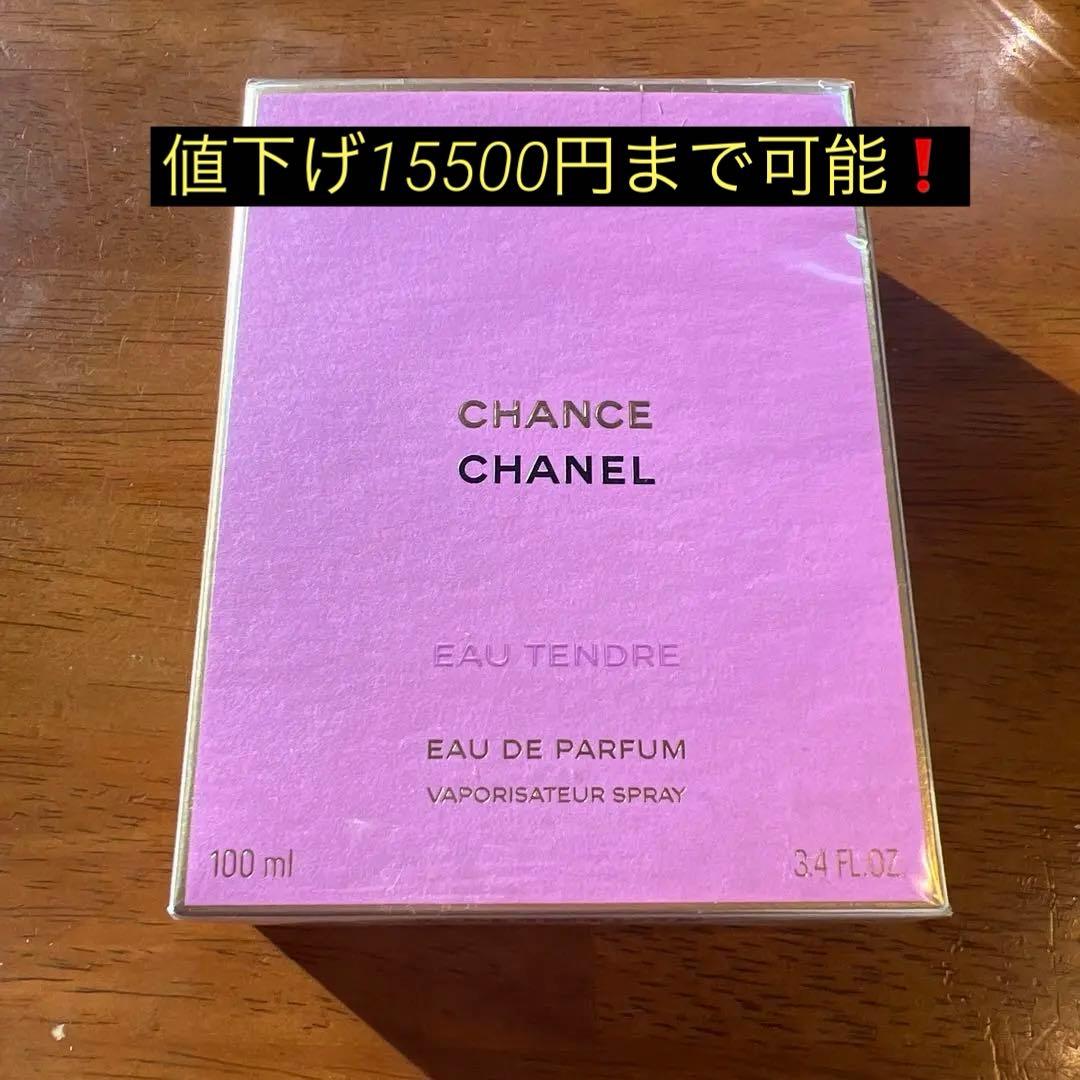 値下げ15500円まで可能❗
CHANCE
CHANEL
EAU TENDRE
EAU DE PARFUM
VAPORISATEUR SPRAY
100 ml
3.4 FL.OZ.